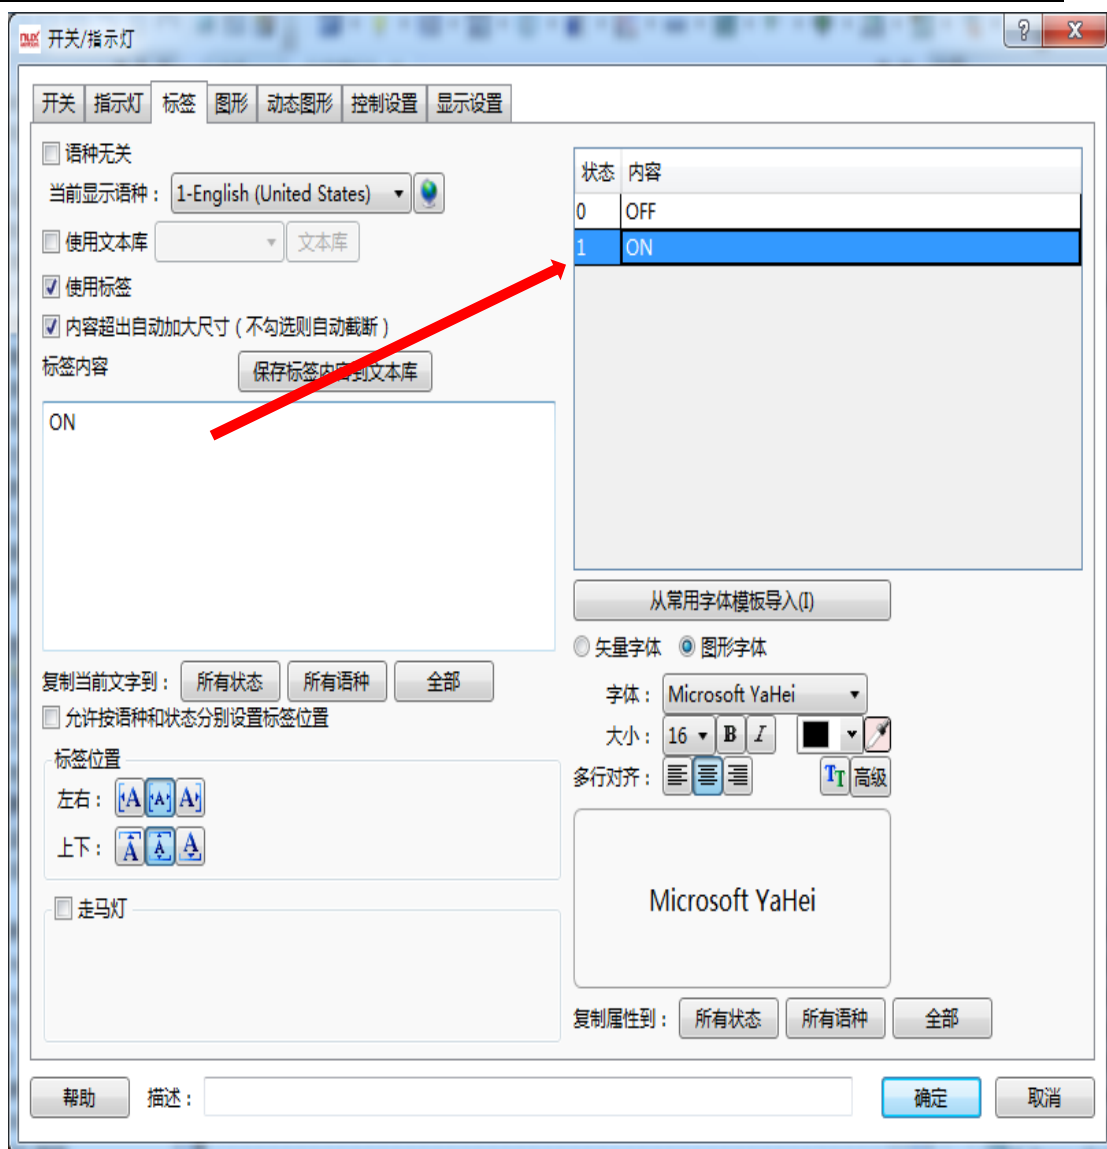 开关/指示灯
开关 指示灯 标签 图形 动态图形 控制设置 显示设置
语种无关
当前显示语种： 1-English (United States)
使用文本库 文本库
使用标签
内容超出自动加大尺寸（不勾选则自动截断）
标签内容 保存标签内容到文本库
ON
复制当前文字到： 所有状态 所有语种 全部
允许按语种和状态分别设置标签位置
标签位置
左右：
上下：
走马灯
状态 内容
0 OFF
1 ON
从常用字体模板导入(I)
矢量字体 图形字体
字体： Microsoft YaHei
大小： 16 B I
多行对齐： TT 高级
Microsoft YaHei
复制属性到： 所有状态 所有语种 全部
帮助 描述： 确定 取消